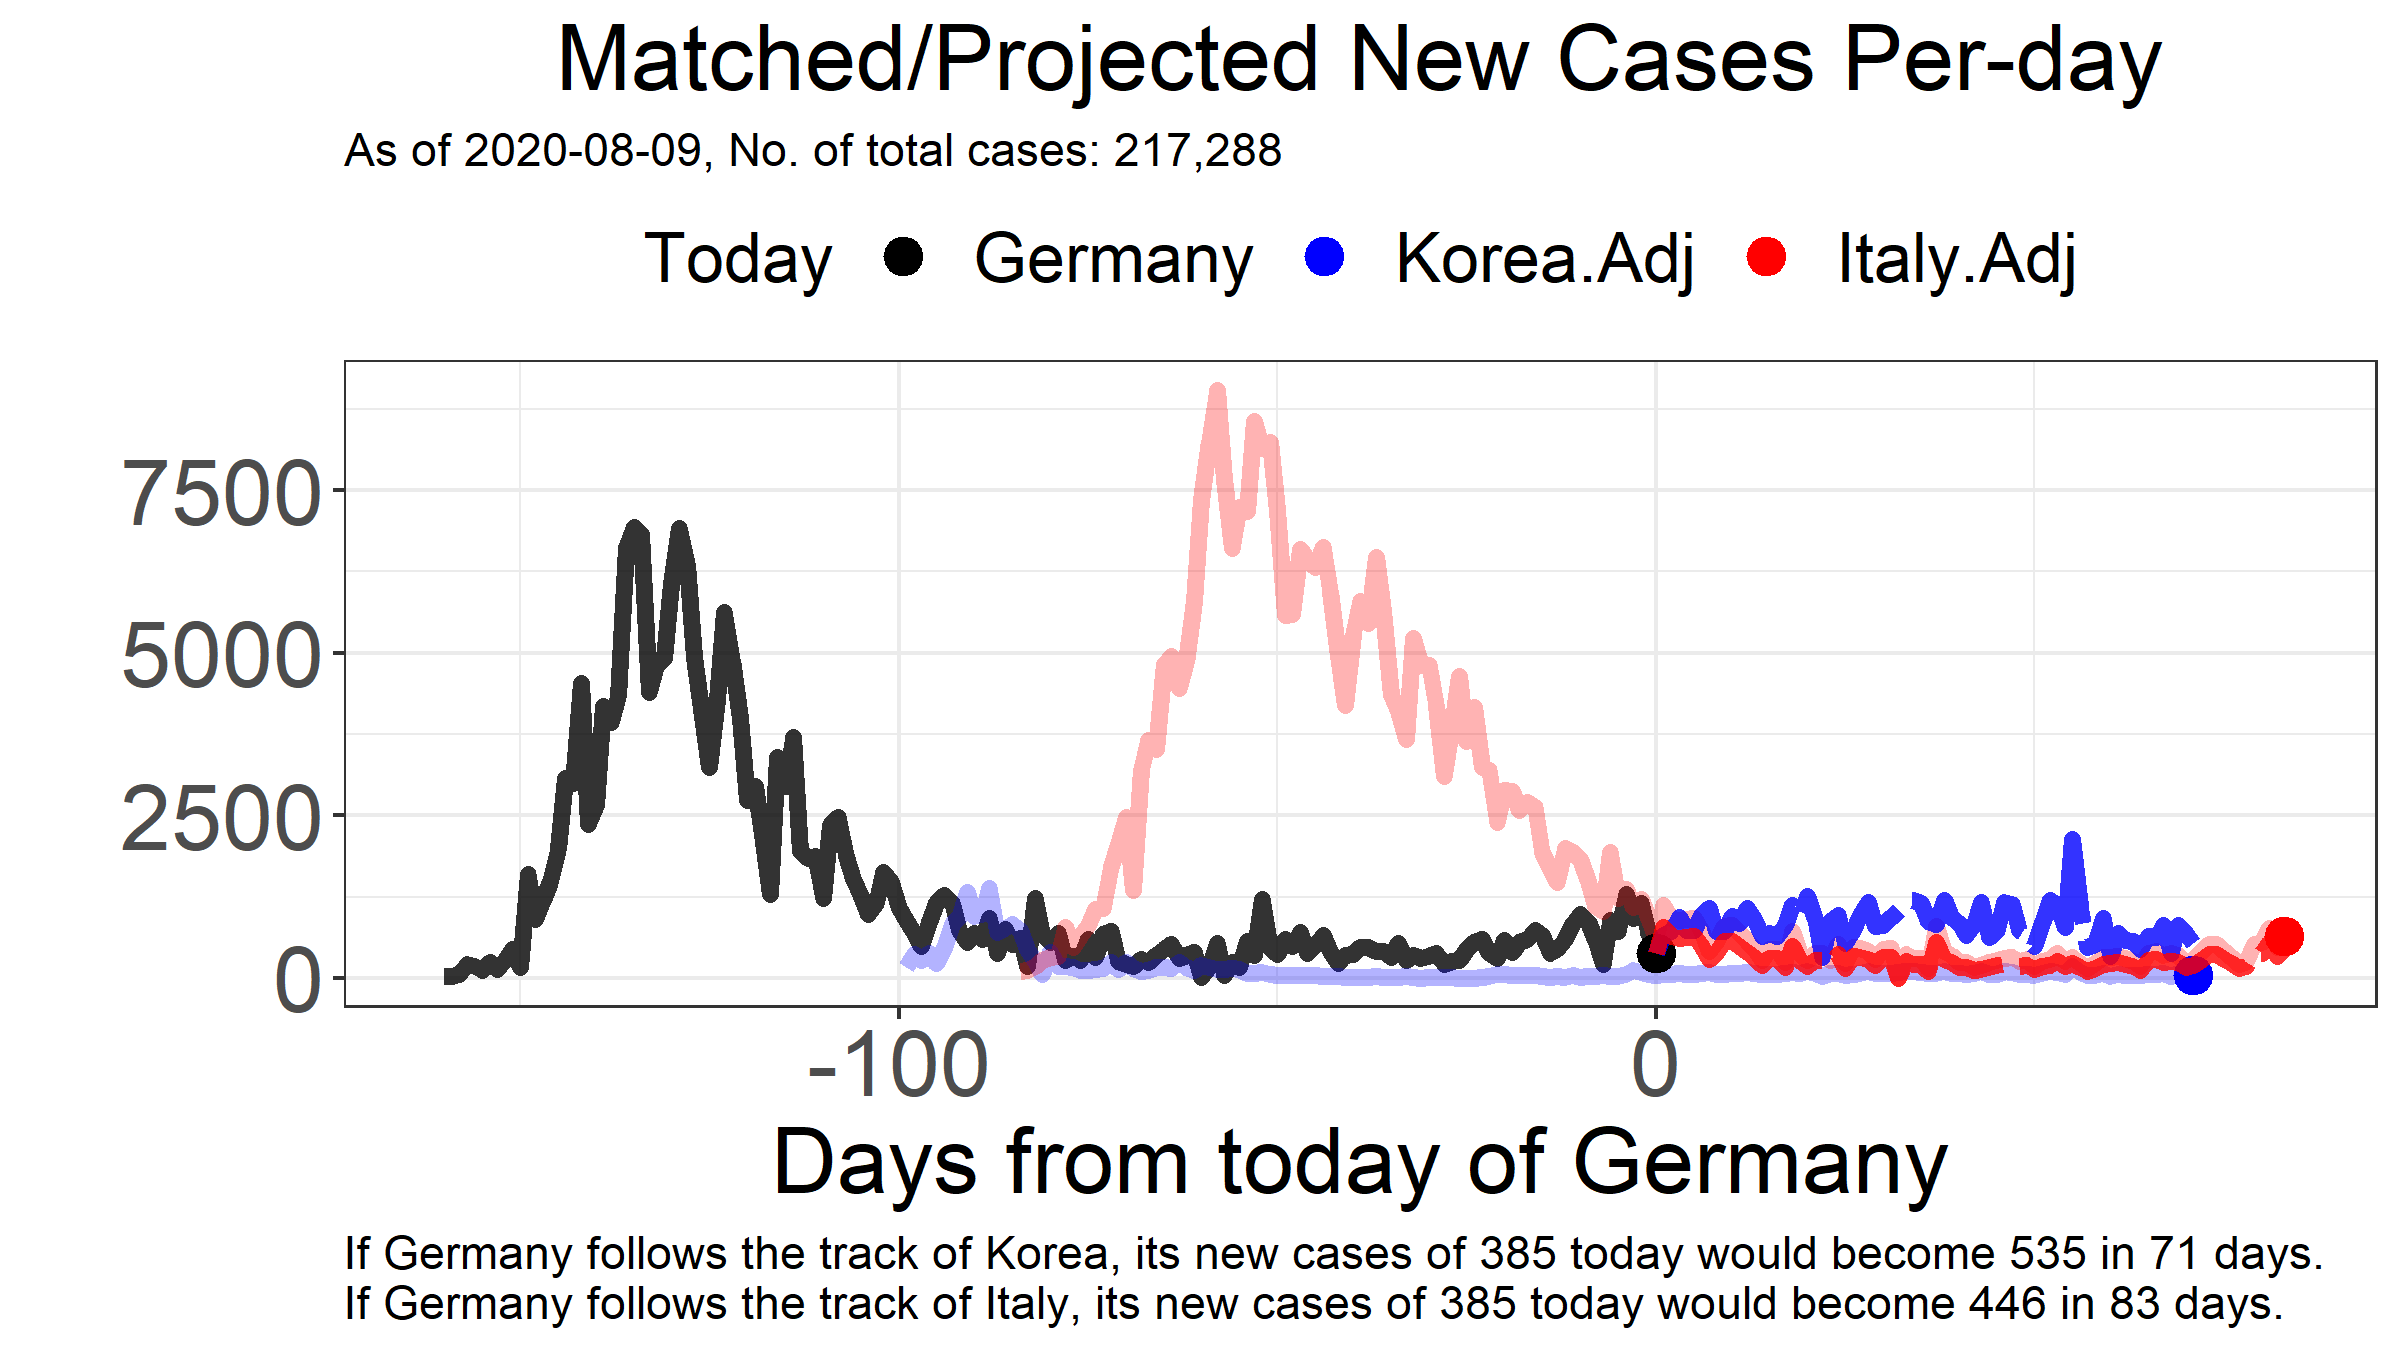 Matched/Projected New Cases Per-day
As of 2020-08-09, No. of total cases: 217,288
Today Germany Korea.Adj Italy.Adj
7500
5000
2500
0
-100 0
Days from today of Germany
If Germany follows the track of Korea, its new cases of 385 today would become 535 in 71 days.
If Germany follows the track of Italy, its new cases of 385 today would become 446 in 83 days.